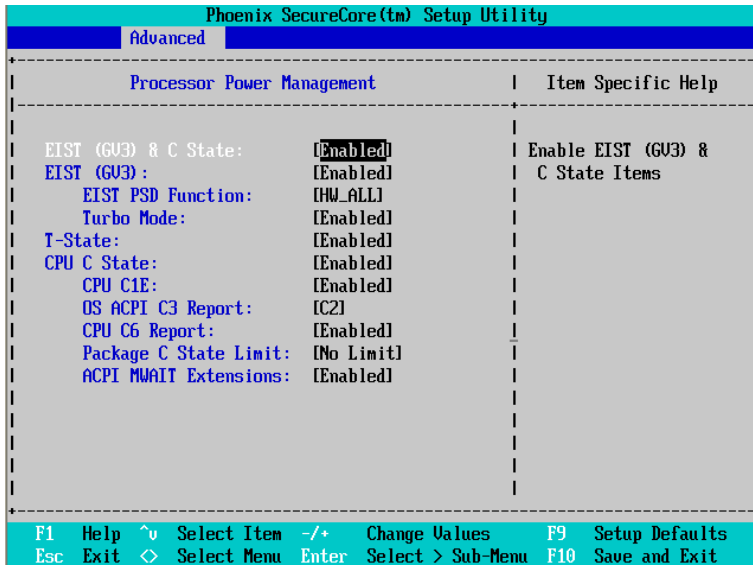 Phoenix SecureCore(tm) Setup Utility
Advanced
Processor Power Management
Item Specific Help
EIST (GV3) & C State: [Enabled]
Enable EIST (GV3) &
EIST (GV3): [Enabled]
C State Items
EIST PSD Function: [HW_ALL]
Turbo Mode: [Enabled]
T-State: [Enabled]
CPU C State: [Enabled]
CPU C1E: [Enabled]
OS ACPI C3 Report: [C2]
CPU C6 Report: [Enabled]
Package C State Limit: [No Limit]
ACPI MWAIT Extensions: [Enabled]
F1 Help ^v Select Item -/+ Change Values F9 Setup Defaults
Esc Exit <> Select Menu Enter Select > Sub-Menu F10 Save and Exit